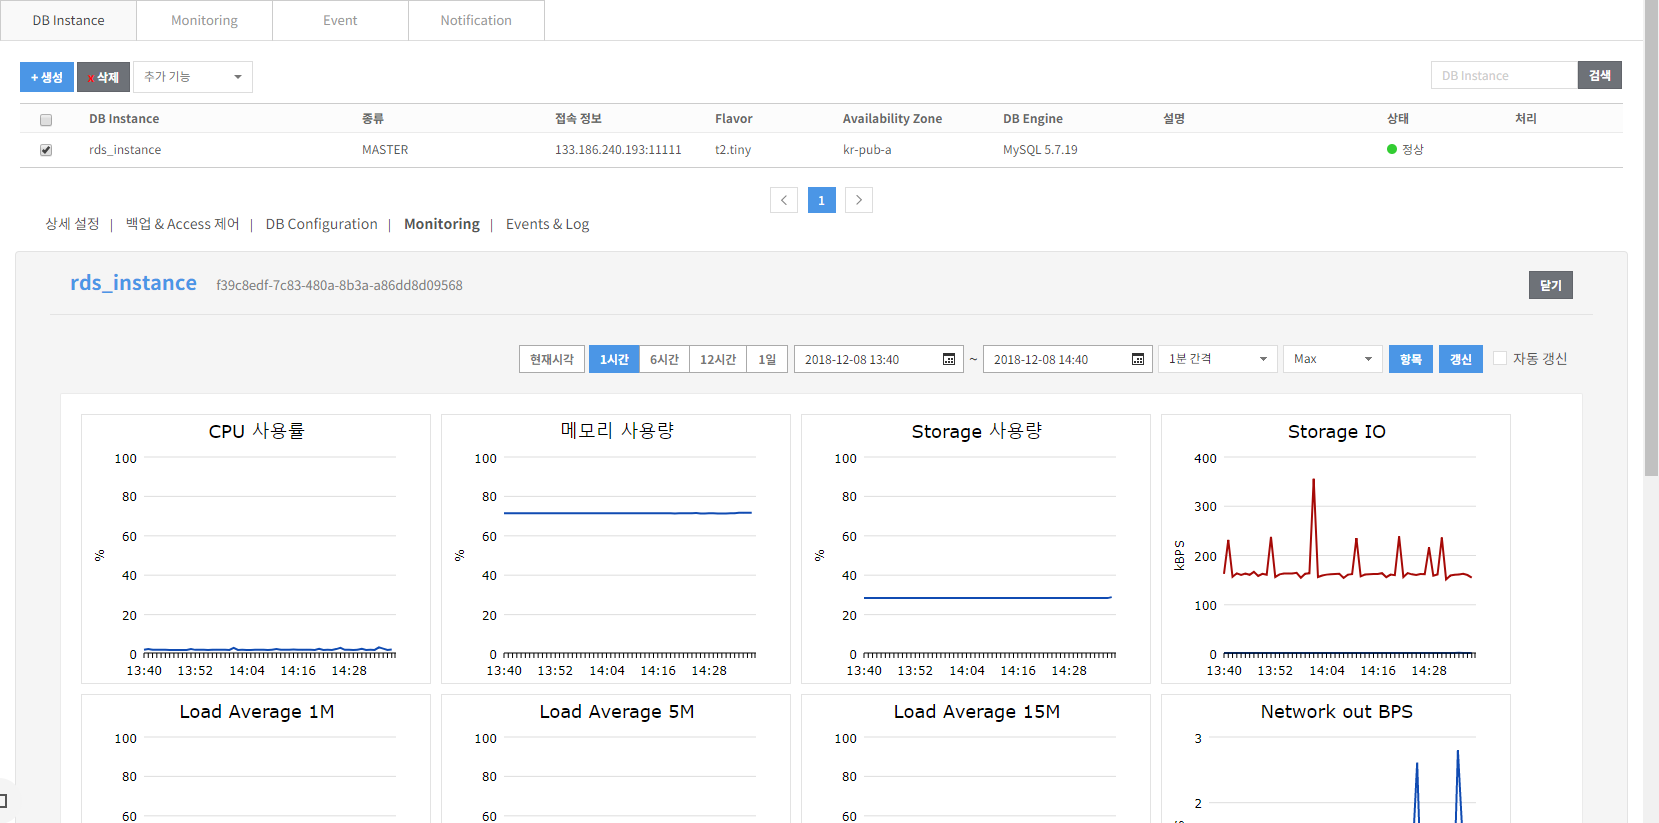 DB Instance Monitoring Event Notification
+ 생성 x 삭제 추가 기능 DB Instance 검색
DB Instance 종류 접속 정보 Flavor Availability Zone DB Engine 설명 상태 처리
rds_instance MASTER 133.186.240.193:11111 t2.tiny kr-pub-a MySQL 5.7.19 정상
< 1 >
상세 설정 | 백업 & Access 제어 | DB Configuration | Monitoring | Events & Log
rds_instance f39c8edf-7c83-480a-8b3a-a86dd8d09568 닫기
현재시각 1시간 6시간 12시간 1일 2018-12-08 13:40 ~ 2018-12-08 14:40 1분 간격 Max 항목 갱신 자동 갱신
CPU 사용률
100
80
60
40
20
0
%
13:40 13:52 14:04 14:16 14:28
메모리 사용량
100
80
60
40
20
0
%
13:40 13:52 14:04 14:16 14:28
Storage 사용량
100
80
60
40
20
0
%
13:40 13:52 14:04 14:16 14:28
Storage IO
400
300
200
100
0
kBPS
13:40 13:52 14:04 14:16 14:28
Load Average 1M
100
80
60
Load Average 5M
100
80
60
Load Average 15M
100
80
60
Network out BPS
3
2